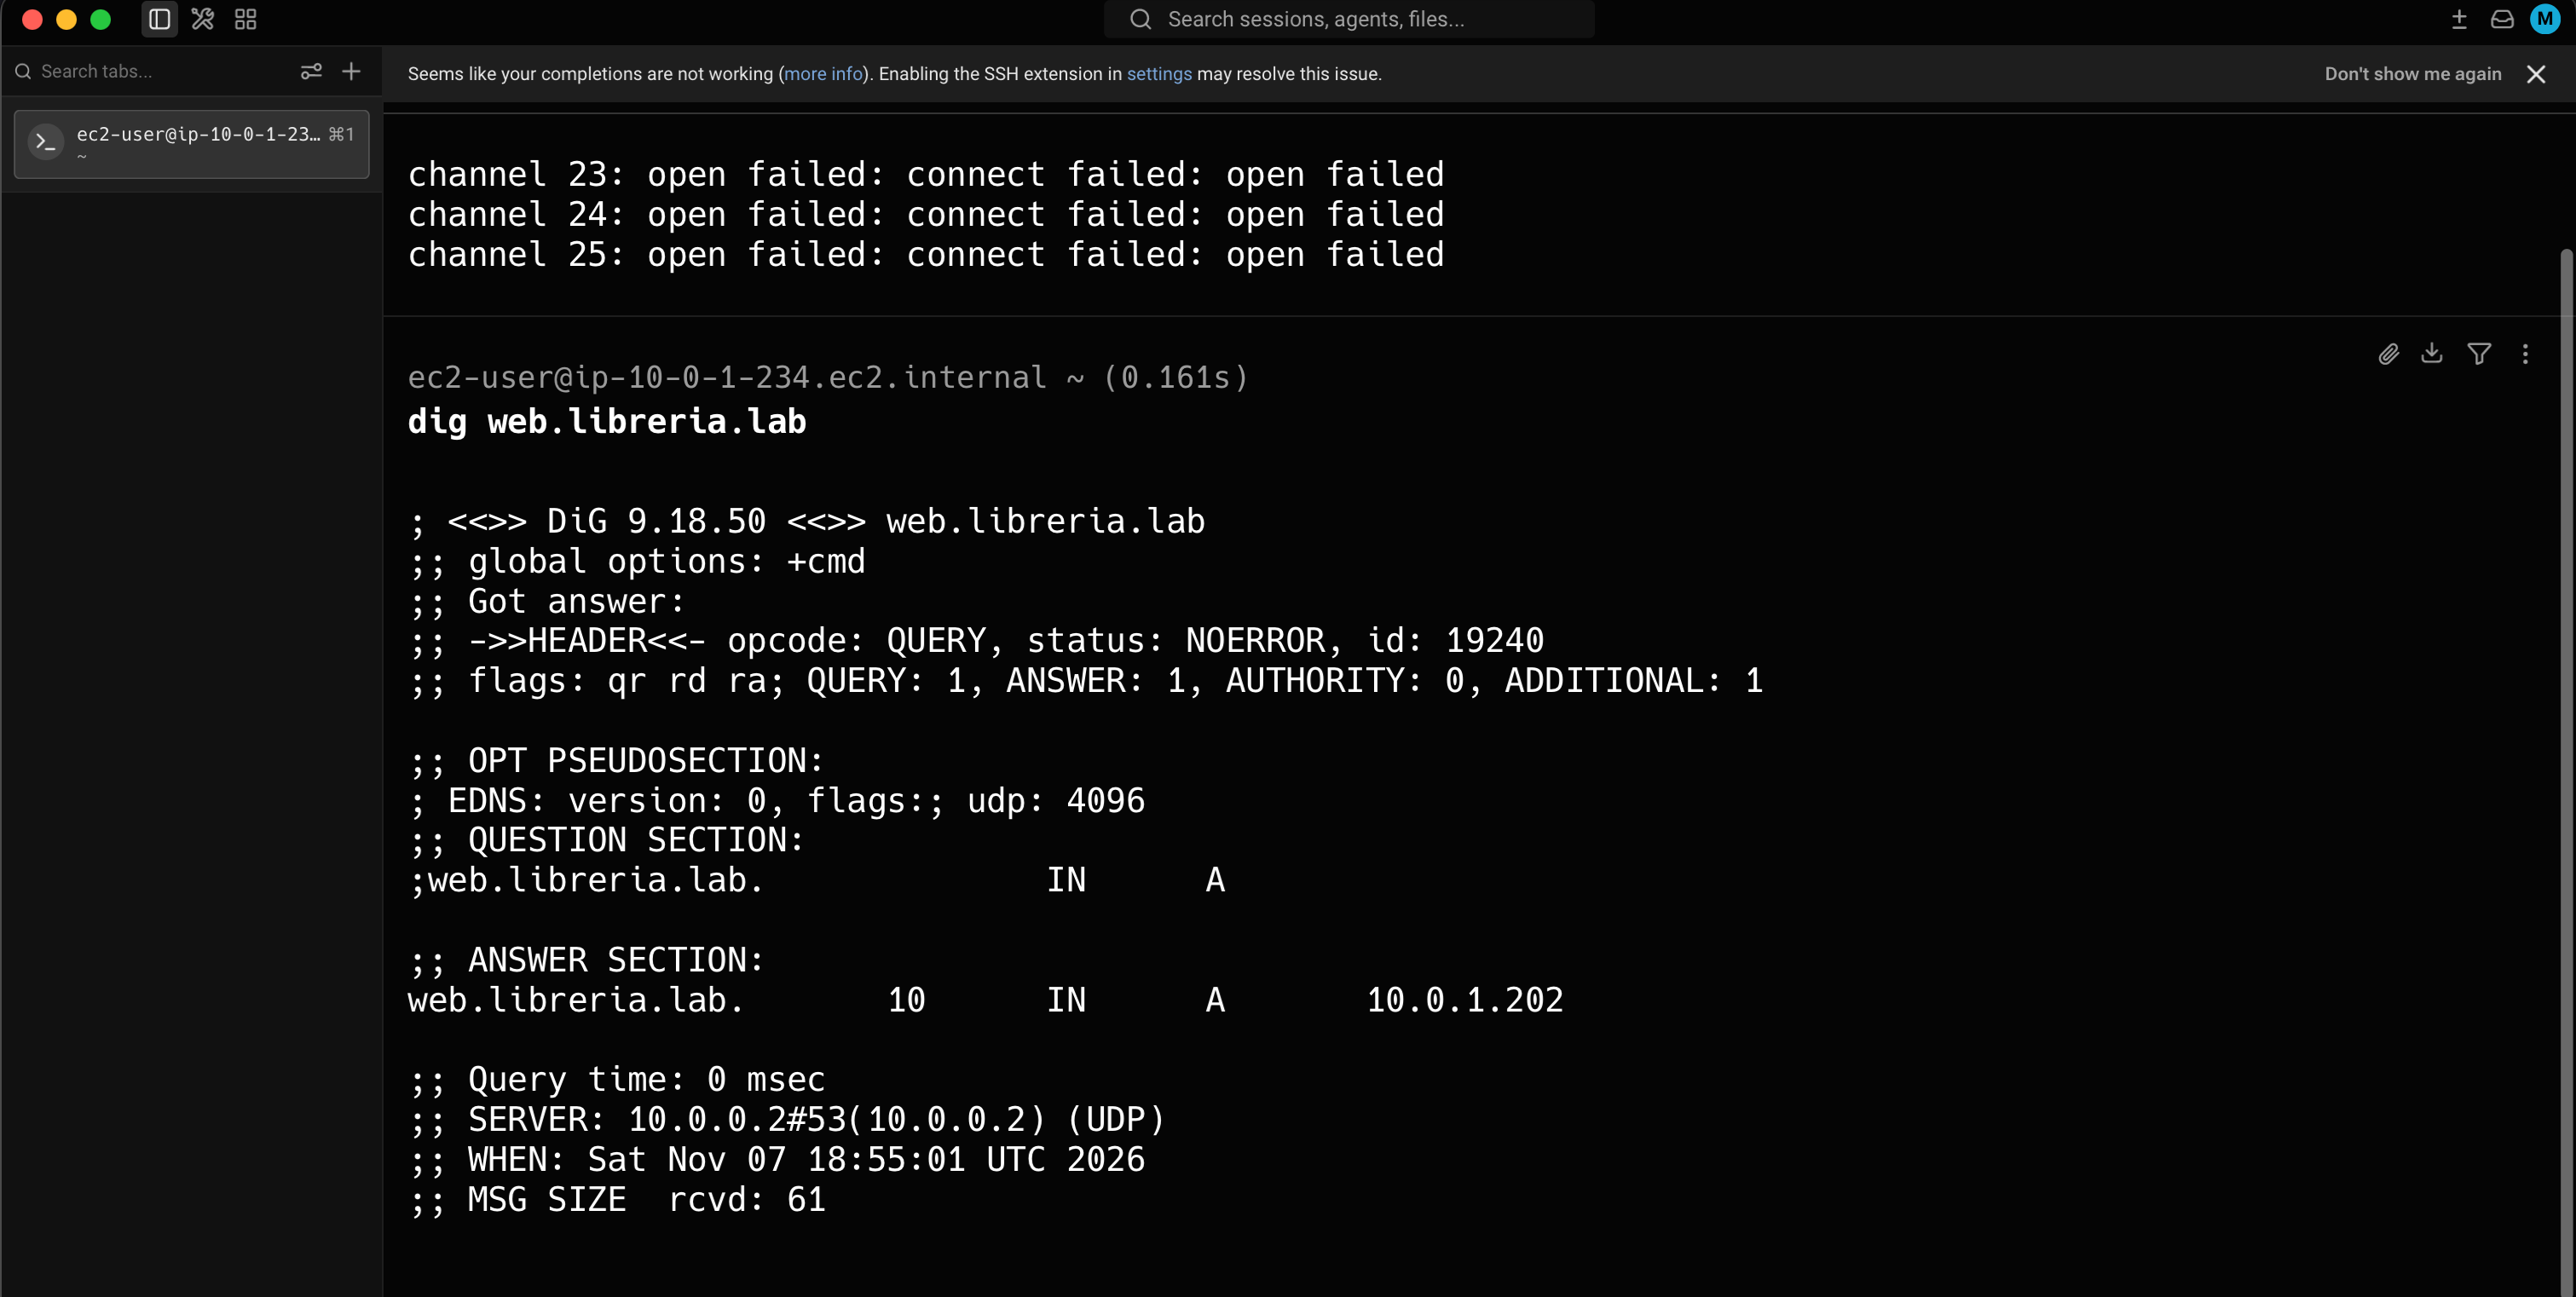 Search sessions, agents, files...
M
Search tabs...
Seems like your completions are not working (more info). Enabling the SSH extension in settings may resolve this issue.
Don't show me again
ec2-user@ip-10-0-1-23… ⌘1
~
channel 23: open failed: connect failed: open failed
channel 24: open failed: connect failed: open failed
channel 25: open failed: connect failed: open failed
ec2-user@ip-10-0-1-234.ec2.internal ~ (0.161s)
dig web.libreria.lab
; <<>> DiG 9.18.50 <<>> web.libreria.lab
;; global options: +cmd
;; Got answer:
;; ->>HEADER<<- opcode: QUERY, status: NOERROR, id: 19240
;; flags: qr rd ra; QUERY: 1, ANSWER: 1, AUTHORITY: 0, ADDITIONAL: 1
;; OPT PSEUDOSECTION:
; EDNS: version: 0, flags:; udp: 4096
;; QUESTION SECTION:
;web.libreria.lab. IN A
;; ANSWER SECTION:
web.libreria.lab. 10 IN A 10.0.1.202
;; Query time: 0 msec
;; SERVER: 10.0.0.2#53(10.0.0.2) (UDP)
;; WHEN: Sat Nov 07 18:55:01 UTC 2026
;; MSG SIZE  rcvd: 61